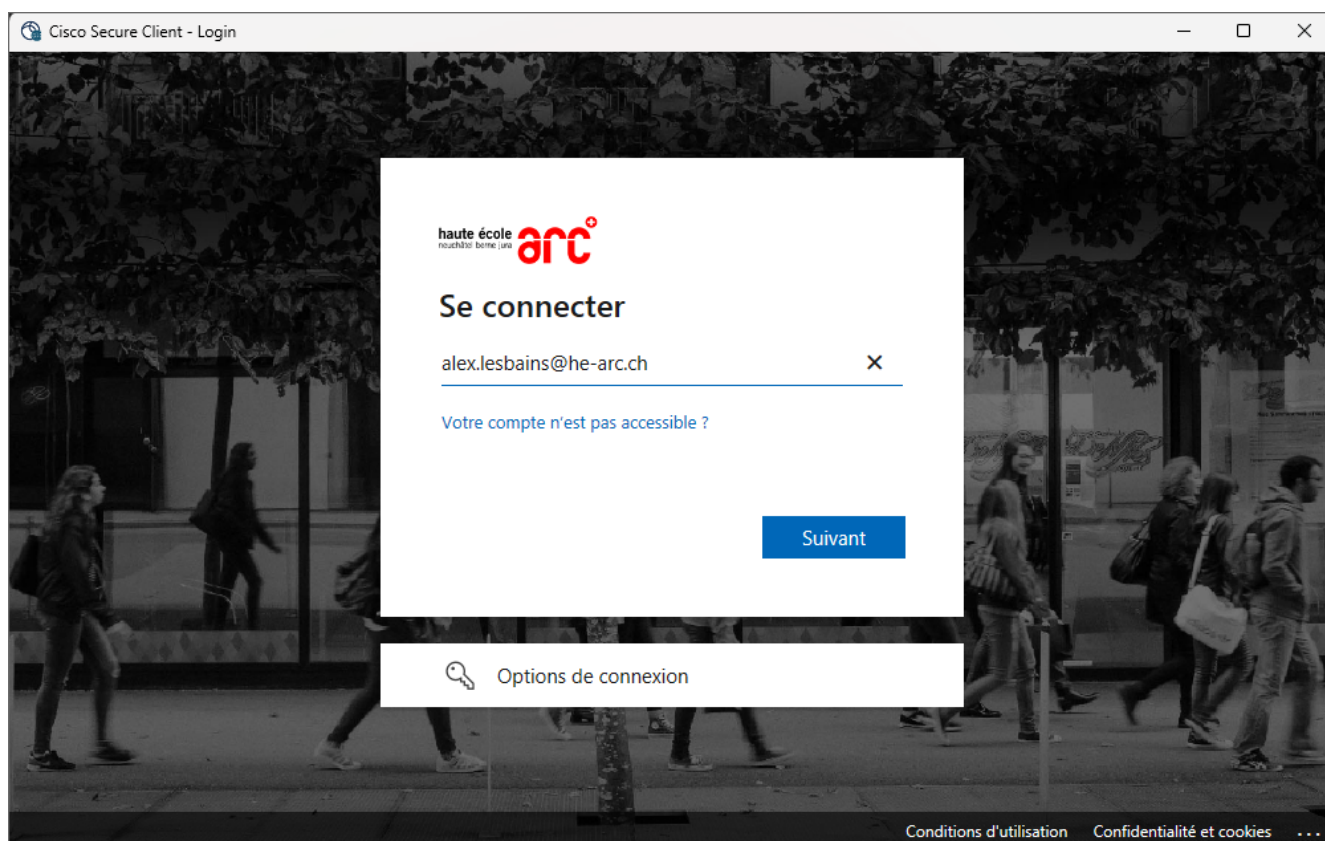 Cisco Secure Client - Login
haute école
neuchâtel berne jura
arc
Se connecter
alex.lesbains@he-arc.ch
Votre compte n'est pas accessible ?
Suivant
Options de connexion
Conditions d'utilisation Confidentialité et cookies ...